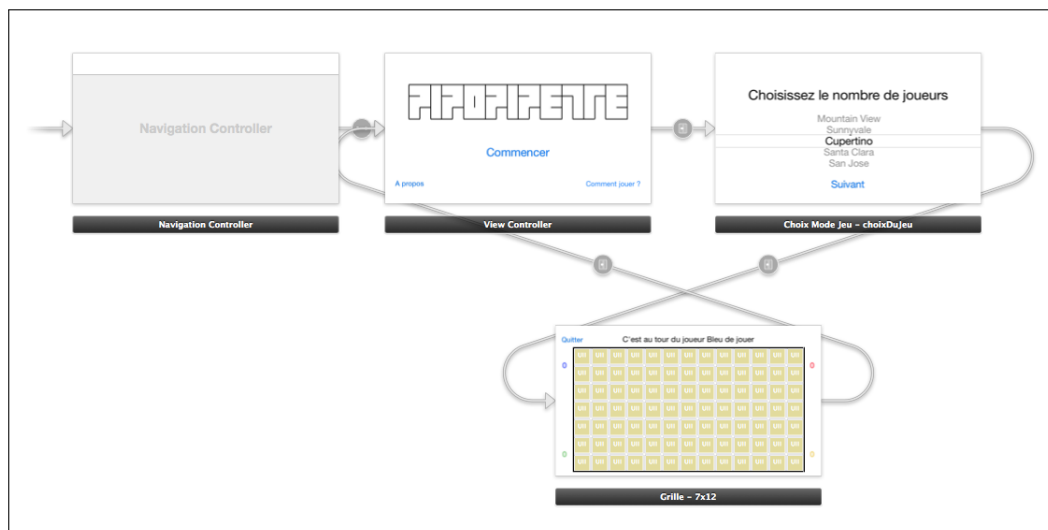 Navigation Controller
Navigation Controller
PIPOPIPETTE
Commencer
A propos
Comment jouer ?
View Controller
Choisissez le nombre de joueurs
Mountain View
Sunnyvale
Cupertino
Santa Clara
San Jose
Suivant
Choix Mode Jeu - choixDuJeu
Quitter
C'est au tour du joueur Bleu de jouer
0
0
0
0
Grille - 7x12